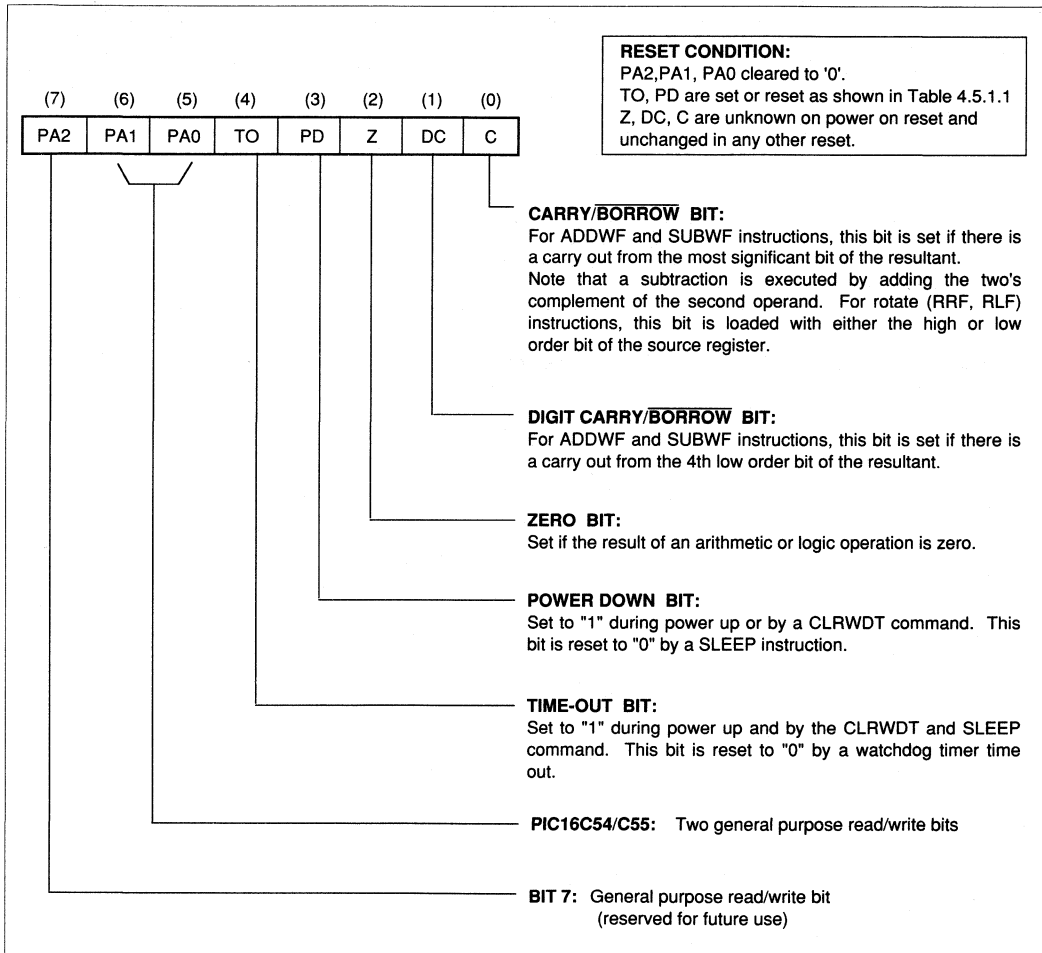 RESET CONDITION:
PA2,PA1, PA0 cleared to '0'.
TO, PD are set or reset as shown in Table 4.5.1.1
Z, DC, C are unknown on power on reset and
unchanged in any other reset.
(7) (6) (5) (4) (3) (2) (1) (0)
PA2 PA1 PA0 TO PD Z DC C
CARRY/BORROW BIT:
For ADDWF and SUBWF instructions, this bit is set if there is
a carry out from the most significant bit of the resultant.
Note that a subtraction is executed by adding the two's
complement of the second operand. For rotate (RRF, RLF)
instructions, this bit is loaded with either the high or low
order bit of the source register.
DIGIT CARRY/BORROW BIT:
For ADDWF and SUBWF instructions, this bit is set if there is
a carry out from the 4th low order bit of the resultant.
ZERO BIT:
Set if the result of an arithmetic or logic operation is zero.
POWER DOWN BIT:
Set to "1" during power up or by a CLRWDT command. This
bit is reset to "0" by a SLEEP instruction.
TIME-OUT BIT:
Set to "1" during power up and by the CLRWDT and SLEEP
command. This bit is reset to "0" by a watchdog timer time
out.
PIC16C54/C55: Two general purpose read/write bits
BIT 7: General purpose read/write bit
(reserved for future use)